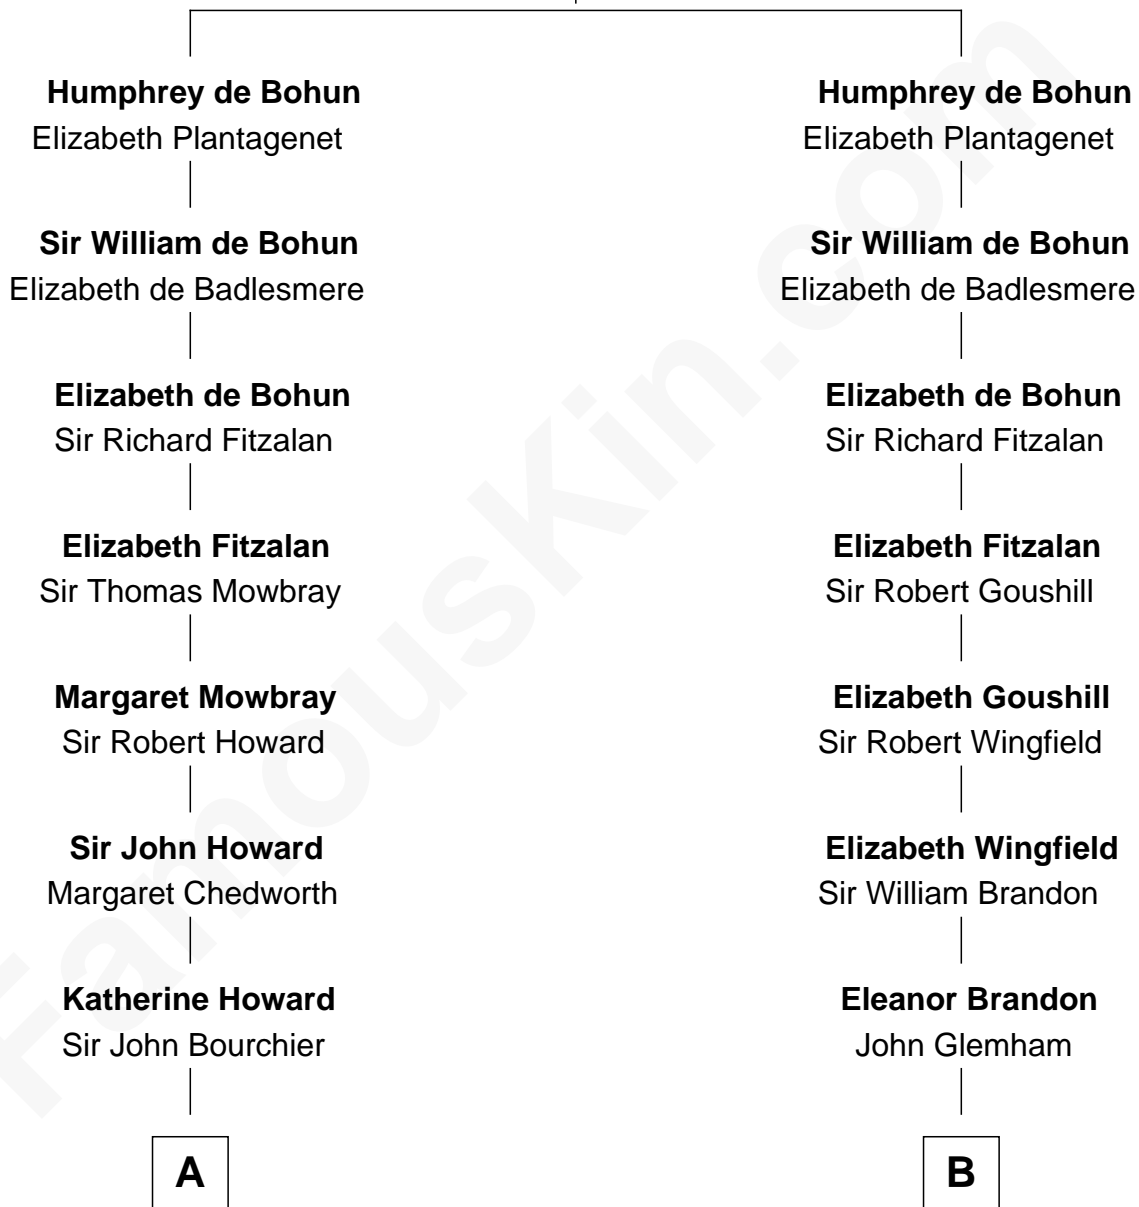 Humphrey de Bohun
Elizabeth Plantagenet
Sir William de Bohun
Elizabeth de Badlesmere
Elizabeth de Bohun
Sir Richard Fitzalan
Elizabeth Fitzalan
Sir Thomas Mowbray
Margaret Mowbray
Sir Robert Howard
Sir John Howard
Margaret Chedworth
Katherine Howard
Sir John Bourchier
A
Humphrey de Bohun
Elizabeth Plantagenet
Sir William de Bohun
Elizabeth de Badlesmere
Elizabeth de Bohun
Sir Richard Fitzalan
Elizabeth Fitzalan
Sir Robert Goushill
Elizabeth Goushill
Sir Robert Wingfield
Elizabeth Wingfield
Sir William Brandon
Eleanor Brandon
John Glemham
B
FamousKin.com